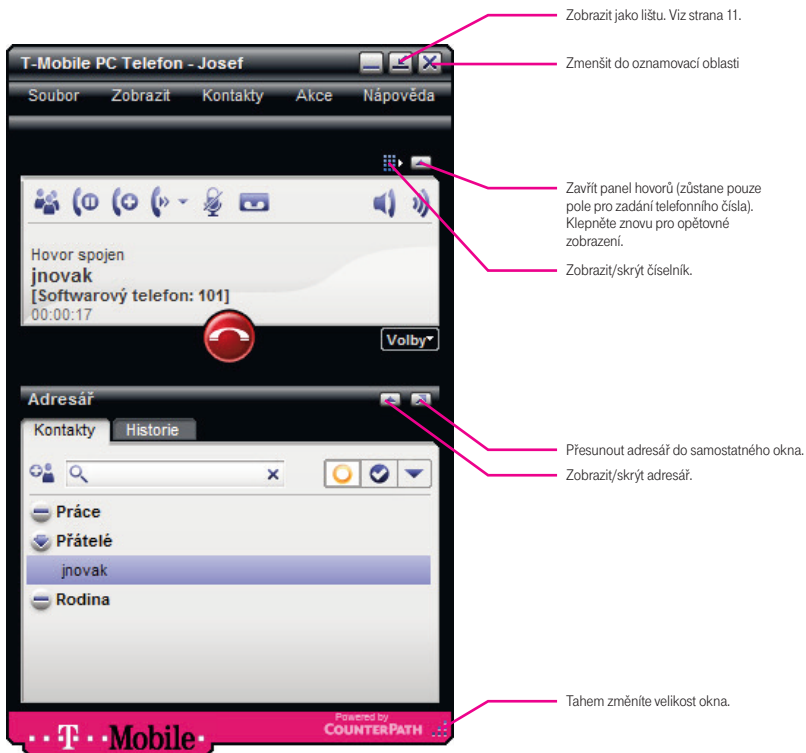 Zobrazit jako lištu. Viz strana 11.
T-Mobile PC Telefon - Josef
Zmenšit do oznamovací oblasti
Soubor Zobrazit Kontakty Akce Nápověda
Zavřít panel hovorů (zůstane pouze
pole pro zadání telefonního čísla).
Klepněte znovu pro opětovné
zobrazení.
Zobrazit/skrýt číselník.
Hovor spojen
jnovak
[Softwarový telefon: 101]
00:00:17
Volby
Adresář
Kontakty Historie
Přesunout adresář do samostatného okna.
Zobrazit/skrýt adresář.
Práce
Přátelé
jnovak
Rodina
Tahem změníte velikost okna.
Powered by
COUNTERPATH
T Mobile